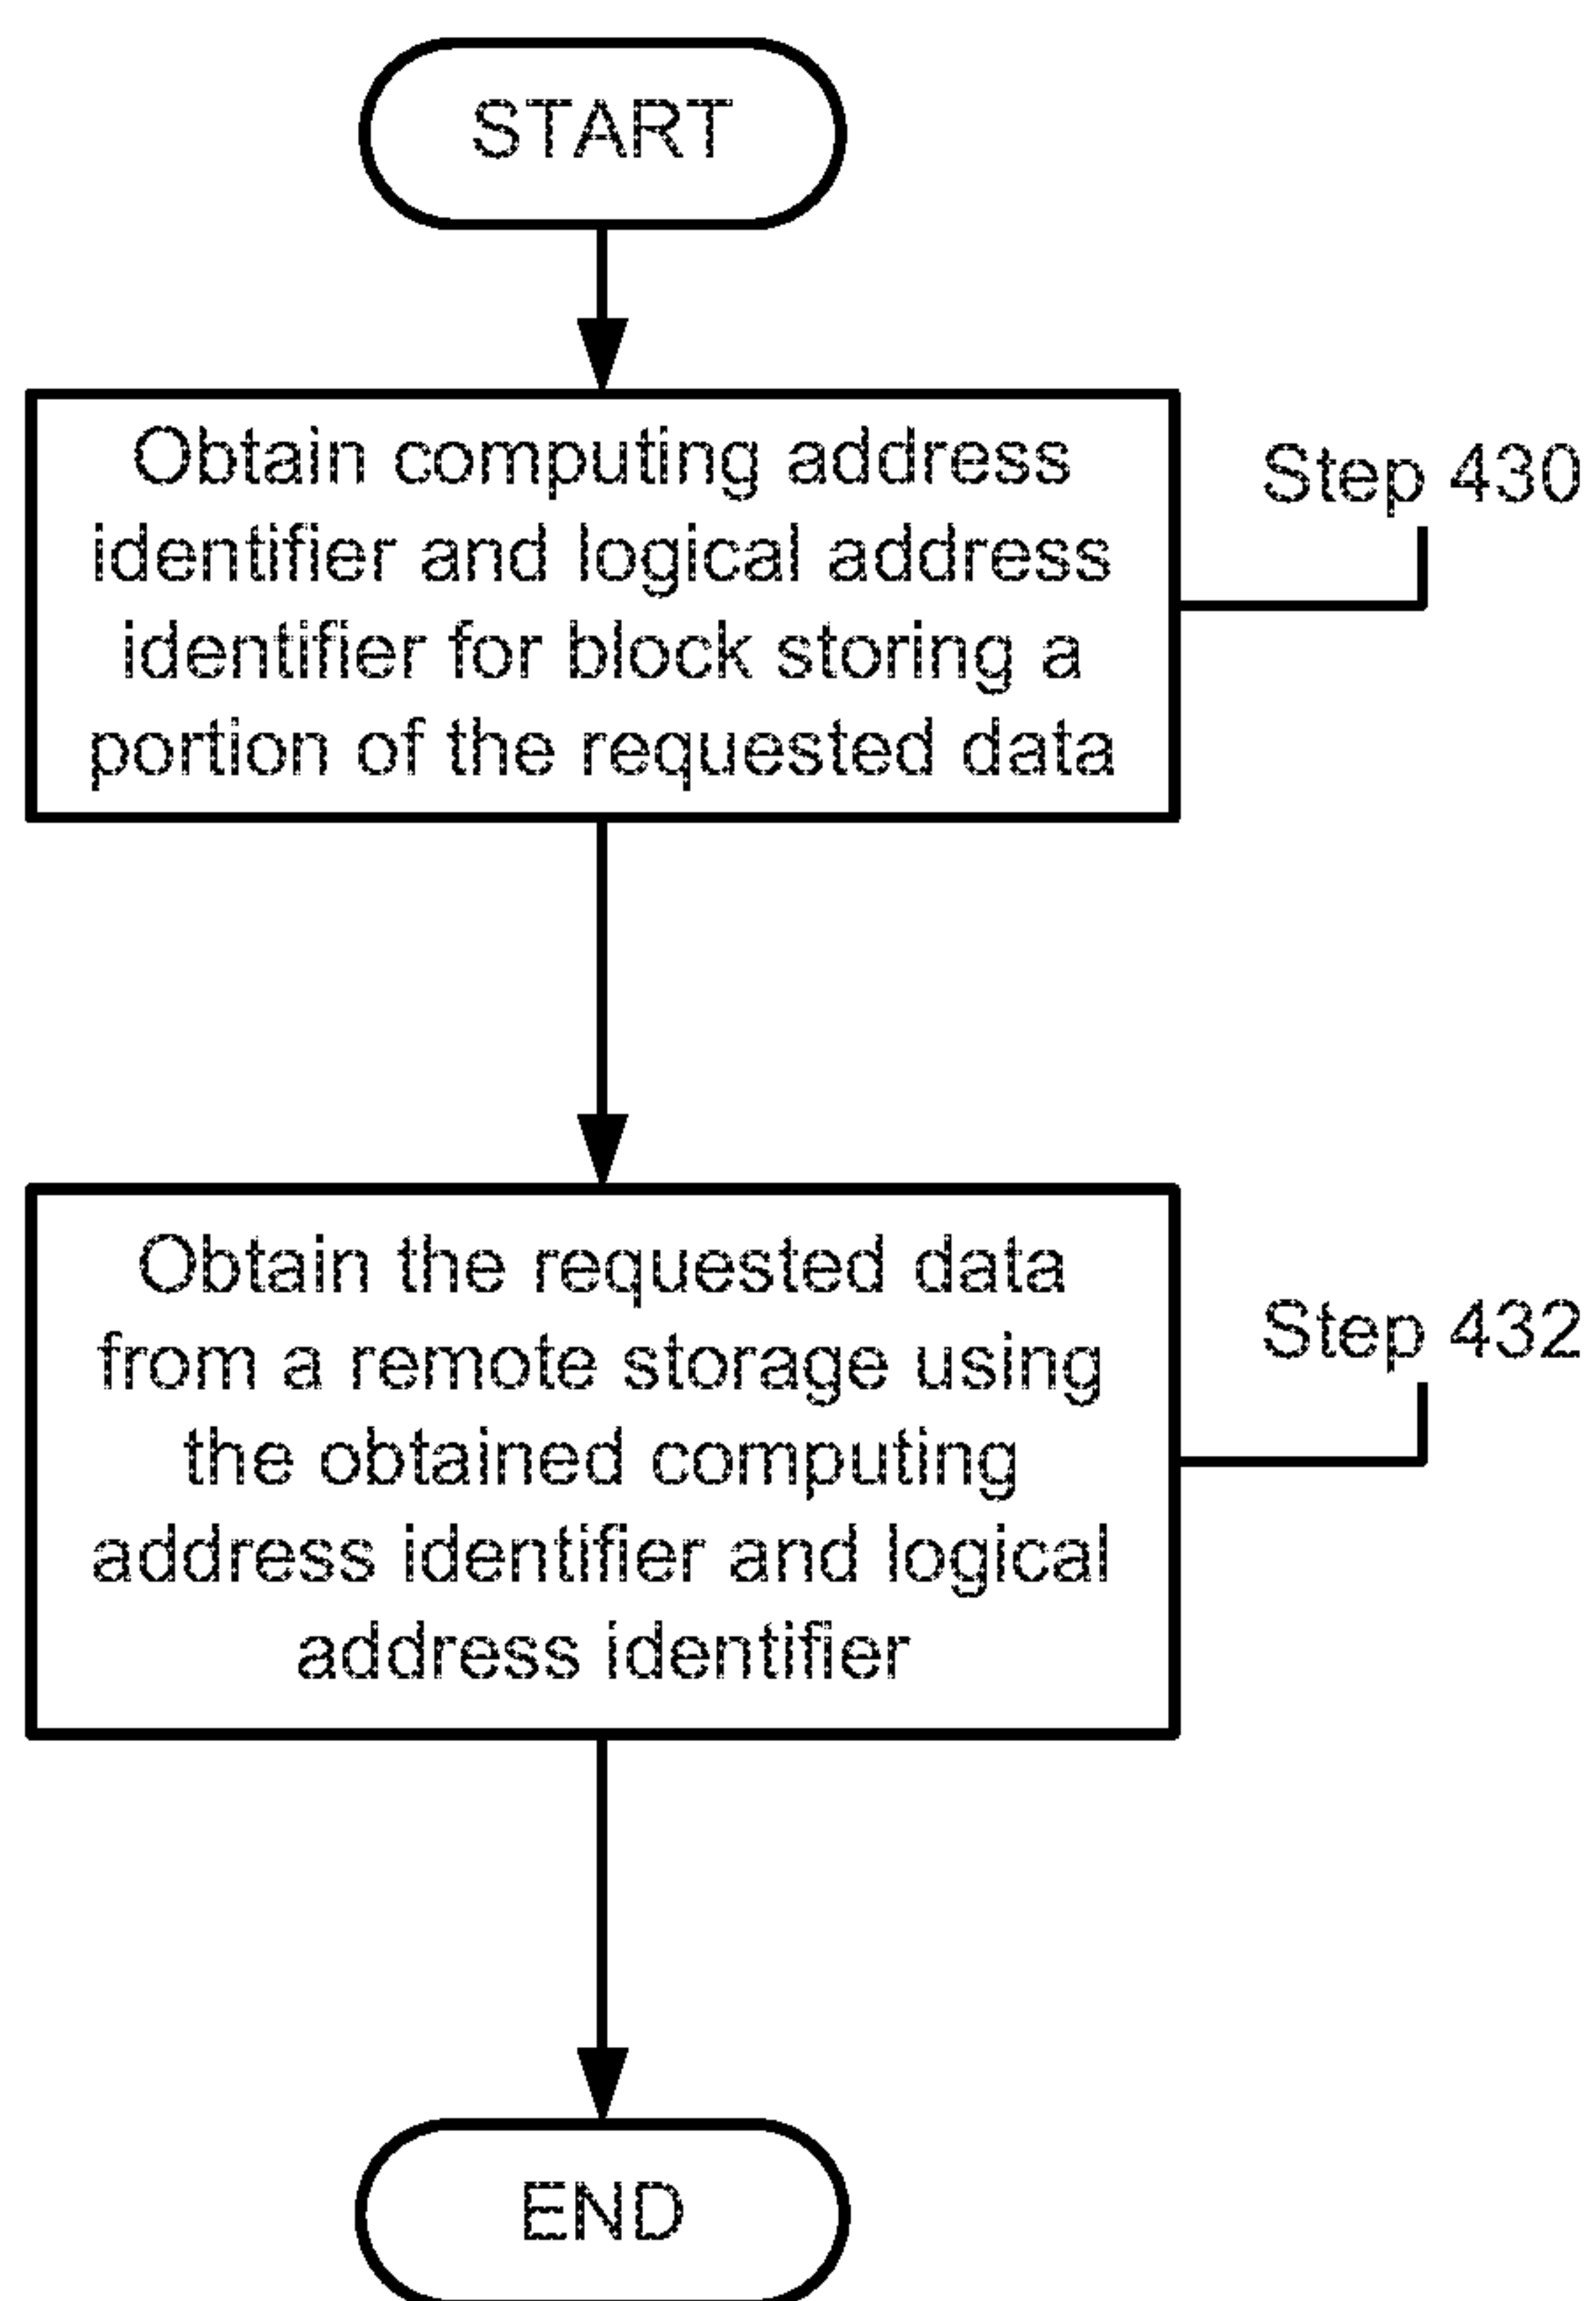 START
Obtain computing address
identifier and logical address
identifier for block storing a
portion of the requested data
Step 430
Obtain the requested data
from a remote storage using
the obtained computing
address identifier and logical
address identifier
Step 432
END